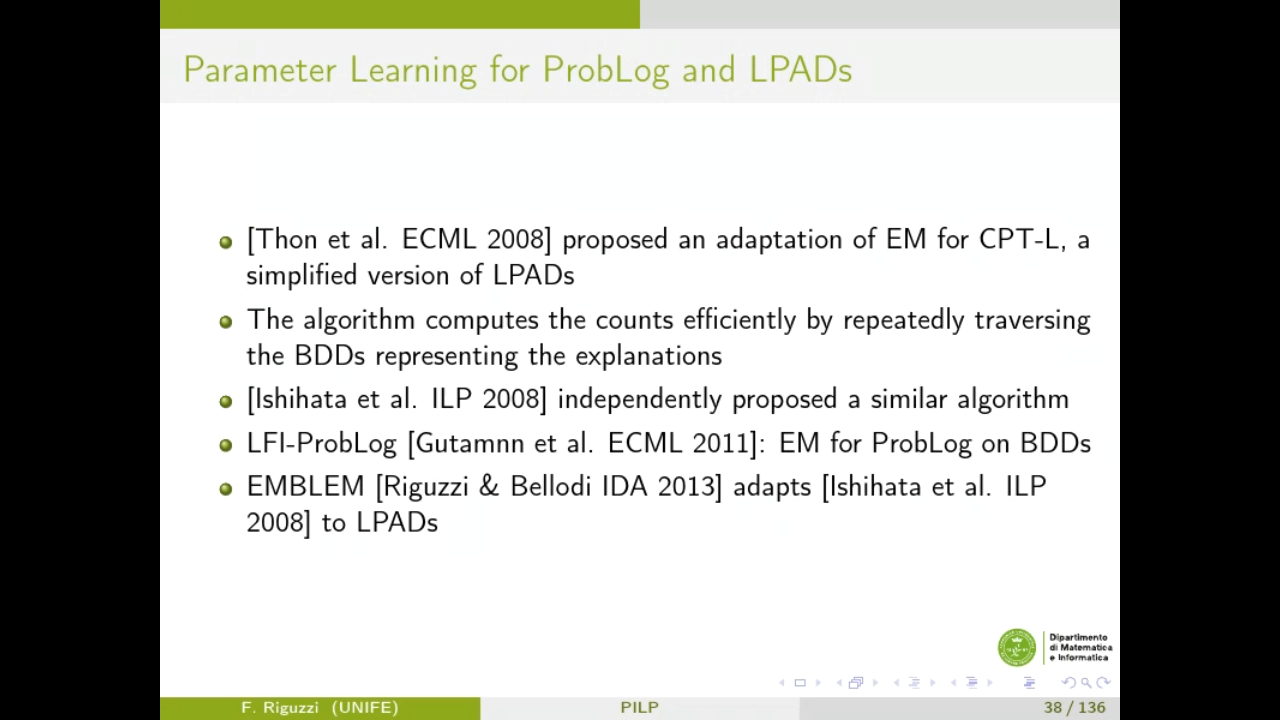 Parameter Learning for ProbLog and LPADs
[Thon et al. ECML 2008] proposed an adaptation of EM for CPT-L, a
simplified version of LPADs
The algorithm computes the counts efficiently by repeatedly traversing
the BDDs representing the explanations
[Ishihata et al. ILP 2008] independently proposed a similar algorithm
LFI-ProbLog [Gutamnn et al. ECML 2011]: EM for ProbLog on BDDs
EMBLEM [Riguzzi & Bellodi IDA 2013] adapts [Ishihata et al. ILP
2008] to LPADs
Dipartimento
di Matematica
e Informatica
F. Riguzzi (UNIFE) PILP 38 / 136